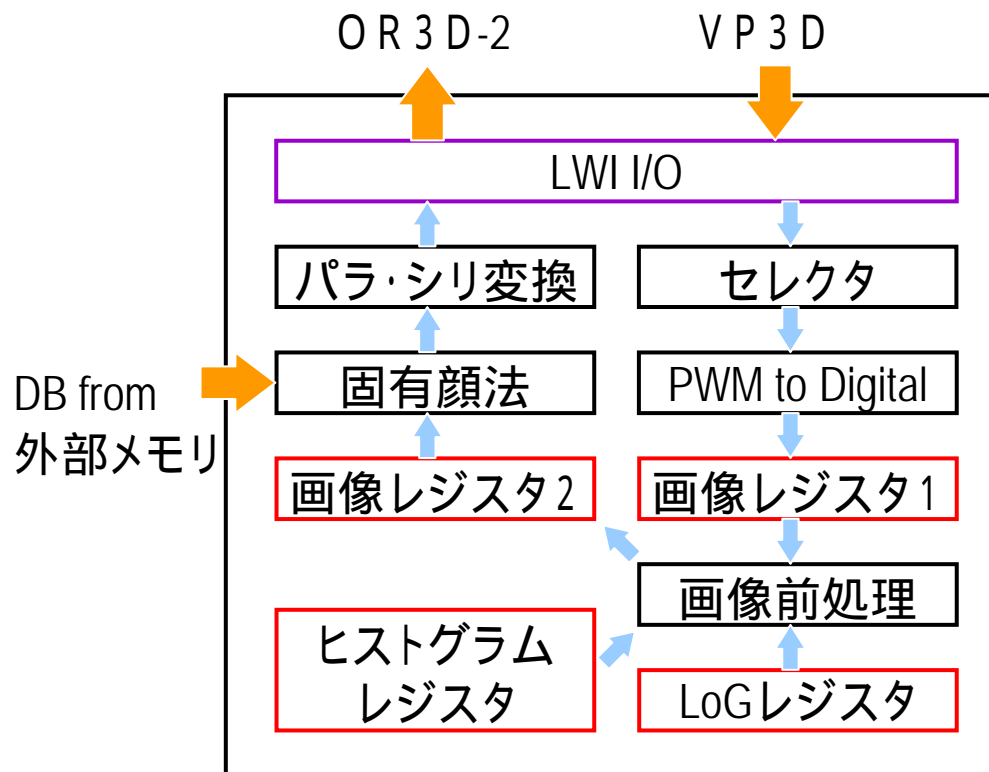 OR3D-2
VP3D
LWI I/O
パラ・シリ変換
セレクタ
DB from
外部メモリ
固有顔法
PWM to Digital
画像レジスタ2
画像レジスタ1
画像前処理
ヒストグラム
レジスタ
LoGレジスタ